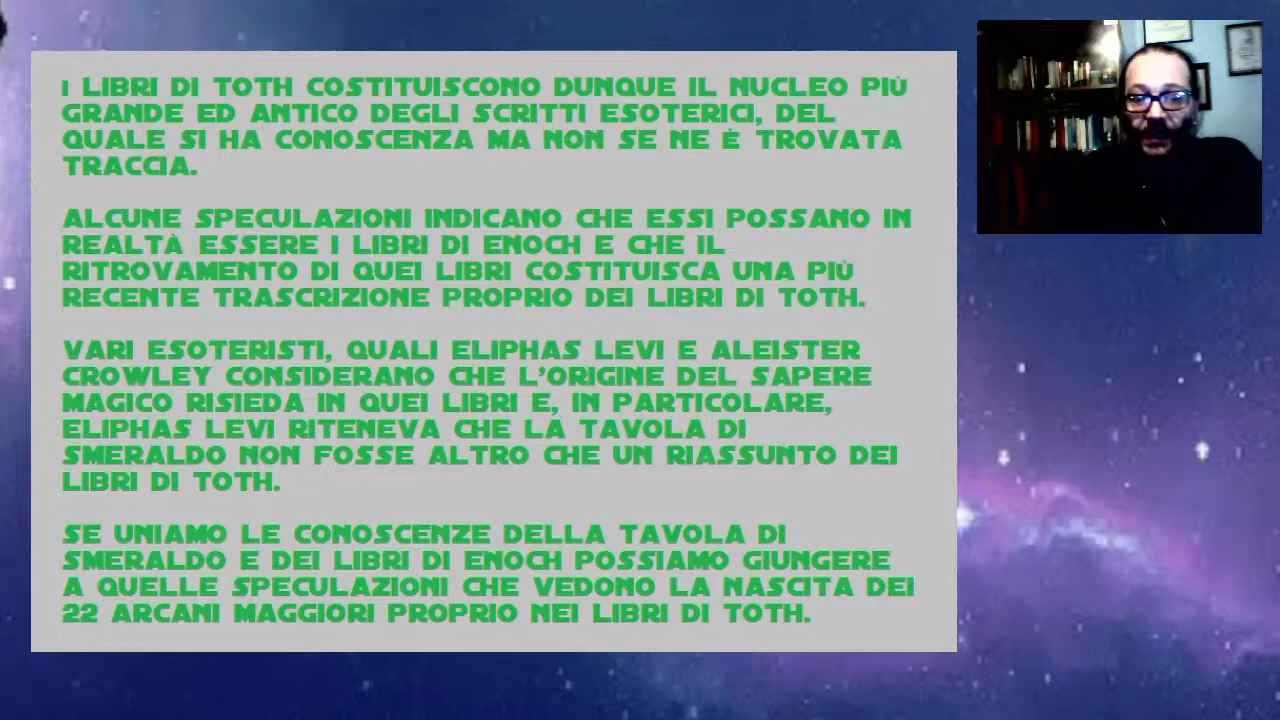 I LIBRI DI TOTH COSTITUISCONO DUNQUE IL NUCLEO PIÙ
GRANDE ED ANTICO DEGLI SCRITTI ESOTERICI, DEL
QUALE SI HA CONOSCENZA MA NON SE NE È TROVATA
TRACCIA.
ALCUNE SPECULAZIONI INDICANO CHE ESSI POSSANO IN
REALTÀ ESSERE I LIBRI DI ENOCH E CHE IL
RITROVAMENTO DI QUEI LIBRI COSTITUISCA UNA PIÙ
RECENTE TRASCRIZIONE PROPRIO DEI LIBRI DI TOTH.
VARI ESOTERISTI, QUALI ELIPHAS LEVI E ALEISTER
CROWLEY CONSIDERANO CHE L'ORIGINE DEL SAPERE
MAGICO RISIEDA IN QUEI LIBRI E, IN PARTICOLARE,
ELIPHAS LEVI RITENEVA CHE LA TAVOLA DI
SMERALDO NON FOSSE ALTRO CHE UN RIASSUNTO DEI
LIBRI DI TOTH.
SE UNIAMO LE CONOSCENZE DELLA TAVOLA DI
SMERALDO E DEI LIBRI DI ENOCH POSSIAMO GIUNGERE
A QUELLE SPECULAZIONI CHE VEDONO LA NASCITA DEI
22 ARCANI MAGGIORI PROPRIO NEI LIBRI DI TOTH.